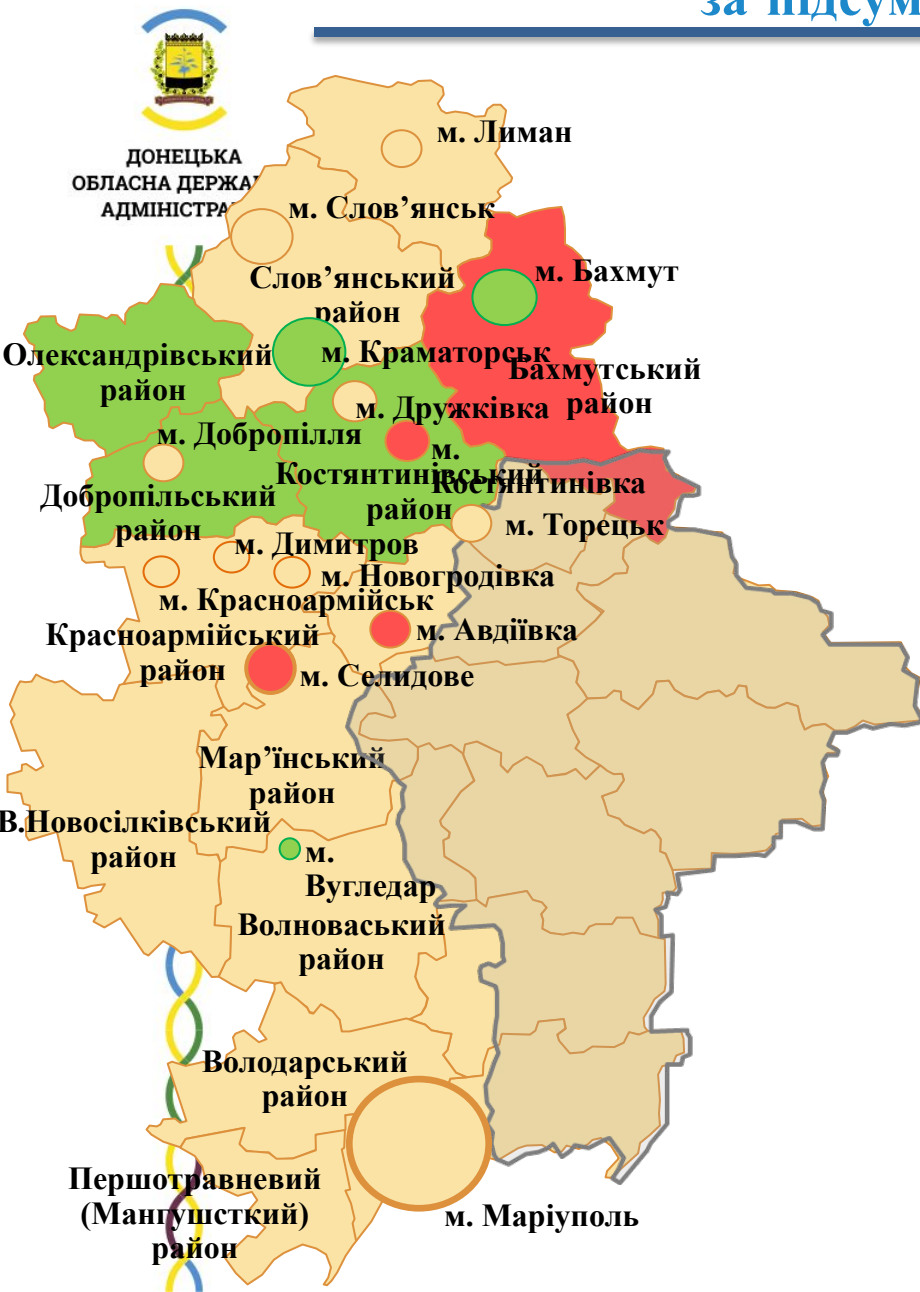 за підсум
ДОНЕЦЬКА
ОБЛАСНА ДЕРЖА
АДМІНІСТРА
м. Лиман
м. Слов’янськ
Слов’янський
район
м. Бахмут
Олександрівський
район
м. Краматорськ
Бахмутський
район
м. Дружківка
м. Добропілля
м.
Костянтинівка
Костянтинівський
район
Добропільський
район
м. Торецьк
м. Димитров
м. Новогродівка
м. Красноармійськ
Красноармійський
район
м. Авдіївка
м. Селидове
Мар’їнський
район
В.Новосілківський
район
м.
Вугледар
Волноваський
район
Володарський
район
Першотравневий
(Мангушсткий)
район
м. Маріуполь